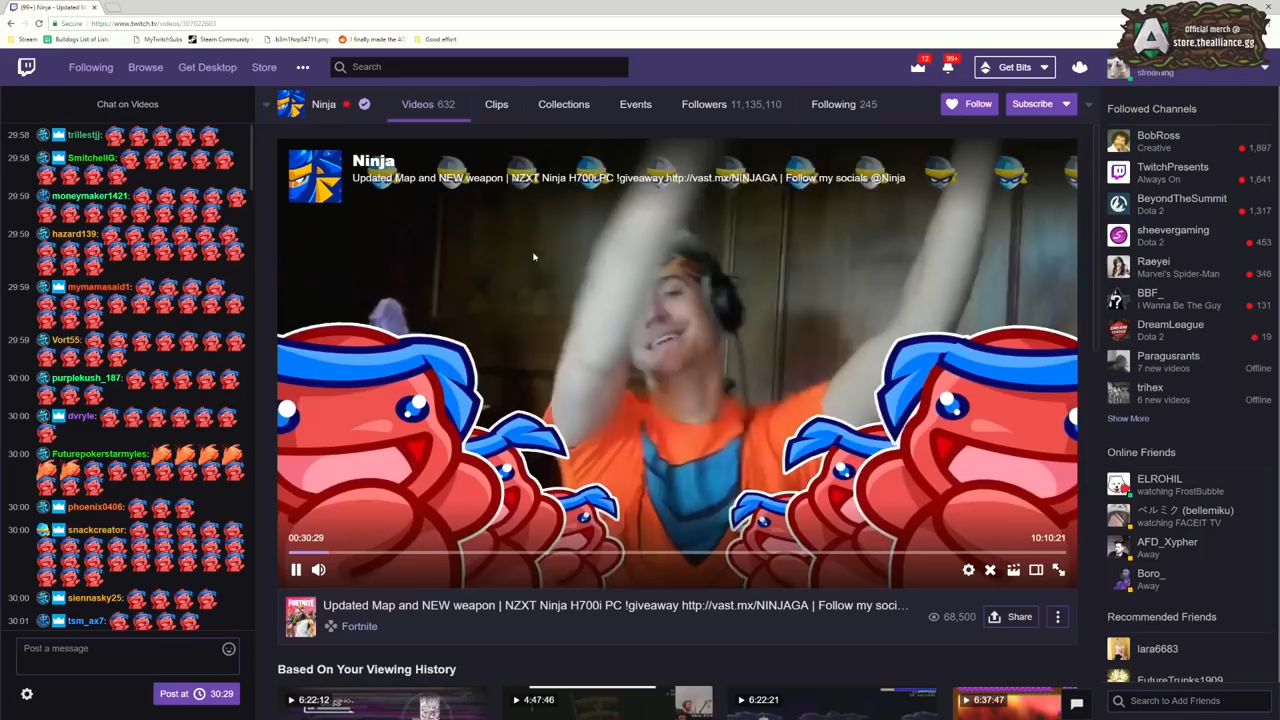 (99+) Ninja - Updated M
Secure | https://www.twitch.tv/videos/307022603
Stream
Bulldogs List of Lists
MyTwitchSubs
Steam Community
b3m1hvp54711.png
I finally made the AC
Good effort
Official merch @
store.thealliance.gg
Following
Browse
Get Desktop
Store
Search
12
99+
Get Bits
streaming
Chat on Videos
Ninja
Videos 632
Clips
Collections
Events
Followers 11,135,110
Following 245
Follow
Subscribe
29:58 trillestjj:
29:58 SmitchellG:
29:59 moneymaker1421:
29:59 hazard139:
29:59 mymamasaid1:
29:59 Vort55:
30:00 purplekush_187:
30:00 dvryle:
30:00 Futurepokerstarmyles:
30:00 phoenix0406:
30:00 snackcreator:
30:00 siennasky25:
30:01 tsm_ax7:
Post a message
Post at 30:29
Ninja
Updated Map and NEW weapon | NZXT Ninja H700i PC !giveaway http://vast.mx/NINJAGA | Follow my socials @Ninja
00:30:29
10:10:21
Updated Map and NEW weapon | NZXT Ninja H700i PC !giveaway http://vast.mx/NINJAGA | Follow my soci...
FORTNITE
Fortnite
68,500
Share
Based On Your Viewing History
6:22:12
4:47:46
6:22:21
6:37:47
Followed Channels
BobRoss
Creative
1,897
TwitchPresents
Always On
1,641
BeyondTheSummit
Dota 2
1,317
sheevergaming
Dota 2
453
Raeyei
Marvel's Spider-Man
346
BBF_
I Wanna Be The Guy
131
DreamLeague
Dota 2
19
Paragusrants
7 new videos
Offline
trihex
6 new videos
Offline
Show More
Online Friends
ELROHIL
watching FrostBubble
ベルミク (bellemiku)
watching FACEIT TV
AFD_Xypher
Away
Boro_
Away
Recommended Friends
lara6683
FutureTrunks1909
Search to Add Friends